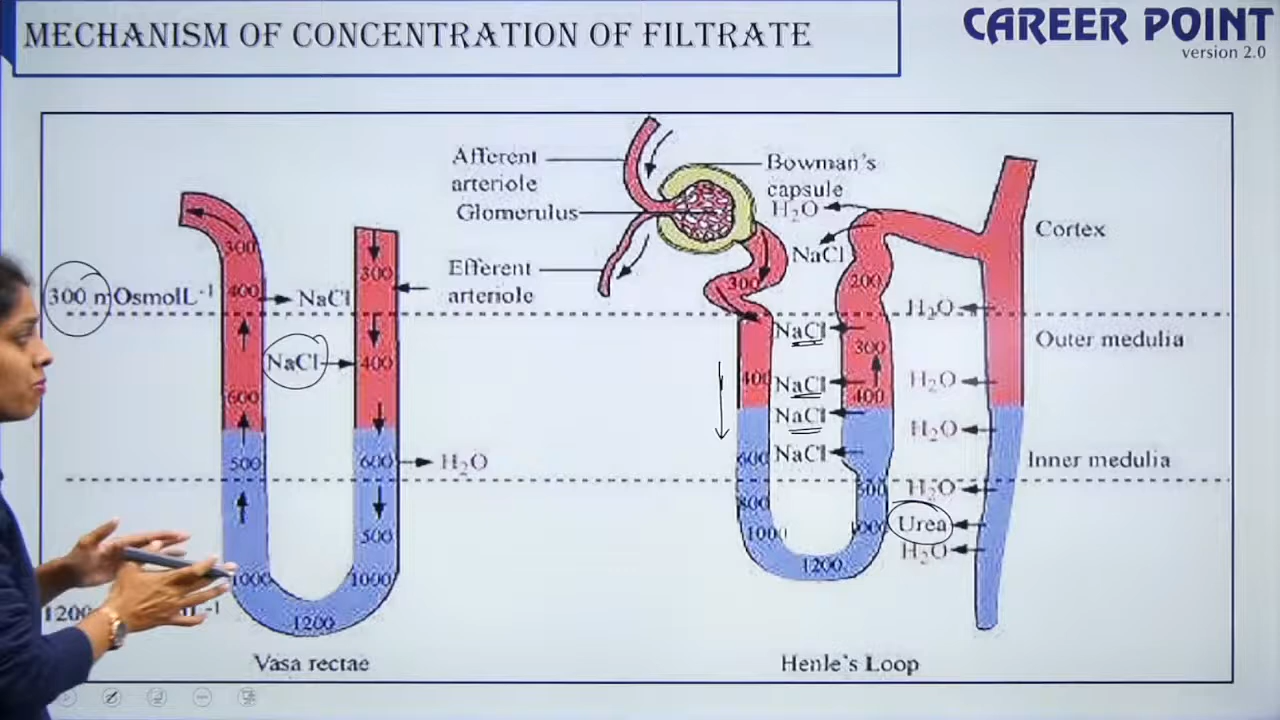 MECHANISM OF CONCENTRATION OF FILTRATE
CAREER POINT
version 2.0
Afferent
arteriole
Glomerulus
Efferent
arteriole
Bowman's
capsule
H₂O
NaCl
Cortex
300 mOsmolL⁻¹
300
400
NaCl
300
NaCl
400
600
500
600
H₂O
500
1000
1000
1200
1200
L⁻¹
Vasa rectae
300
200
H₂O
NaCl
300
Outer medulia
400
NaCl
400
H₂O
NaCl
H₂O
600
NaCl
Inner medulia
800
500
H₂O
1000
1000
Urea
H₂O
1200
Henle's Loop